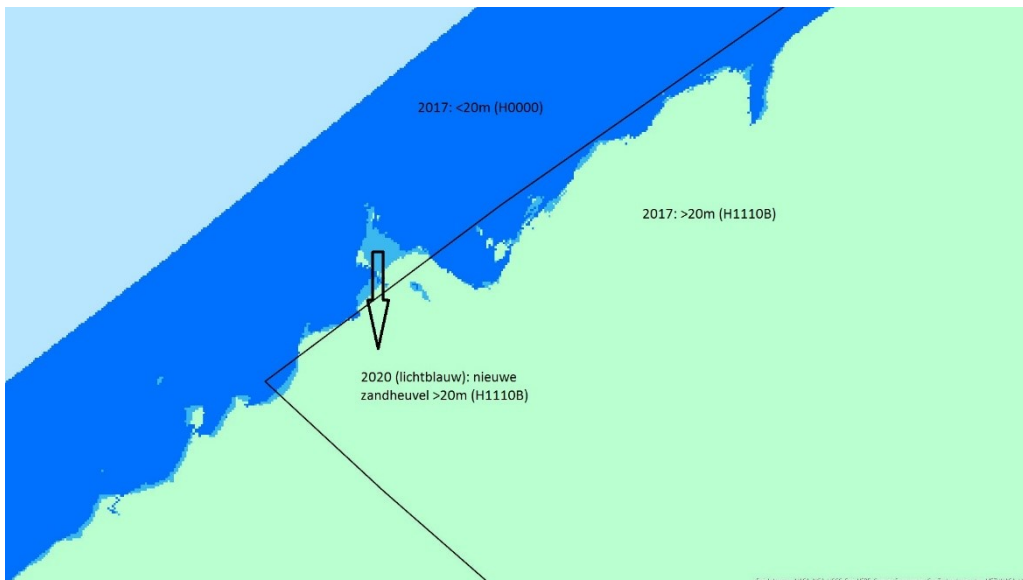 2017: <20m (H0000)
2017: >20m (H1110B)
2020 (lichtblauw): nieuwe
zandheuvel >20m (H1110B)